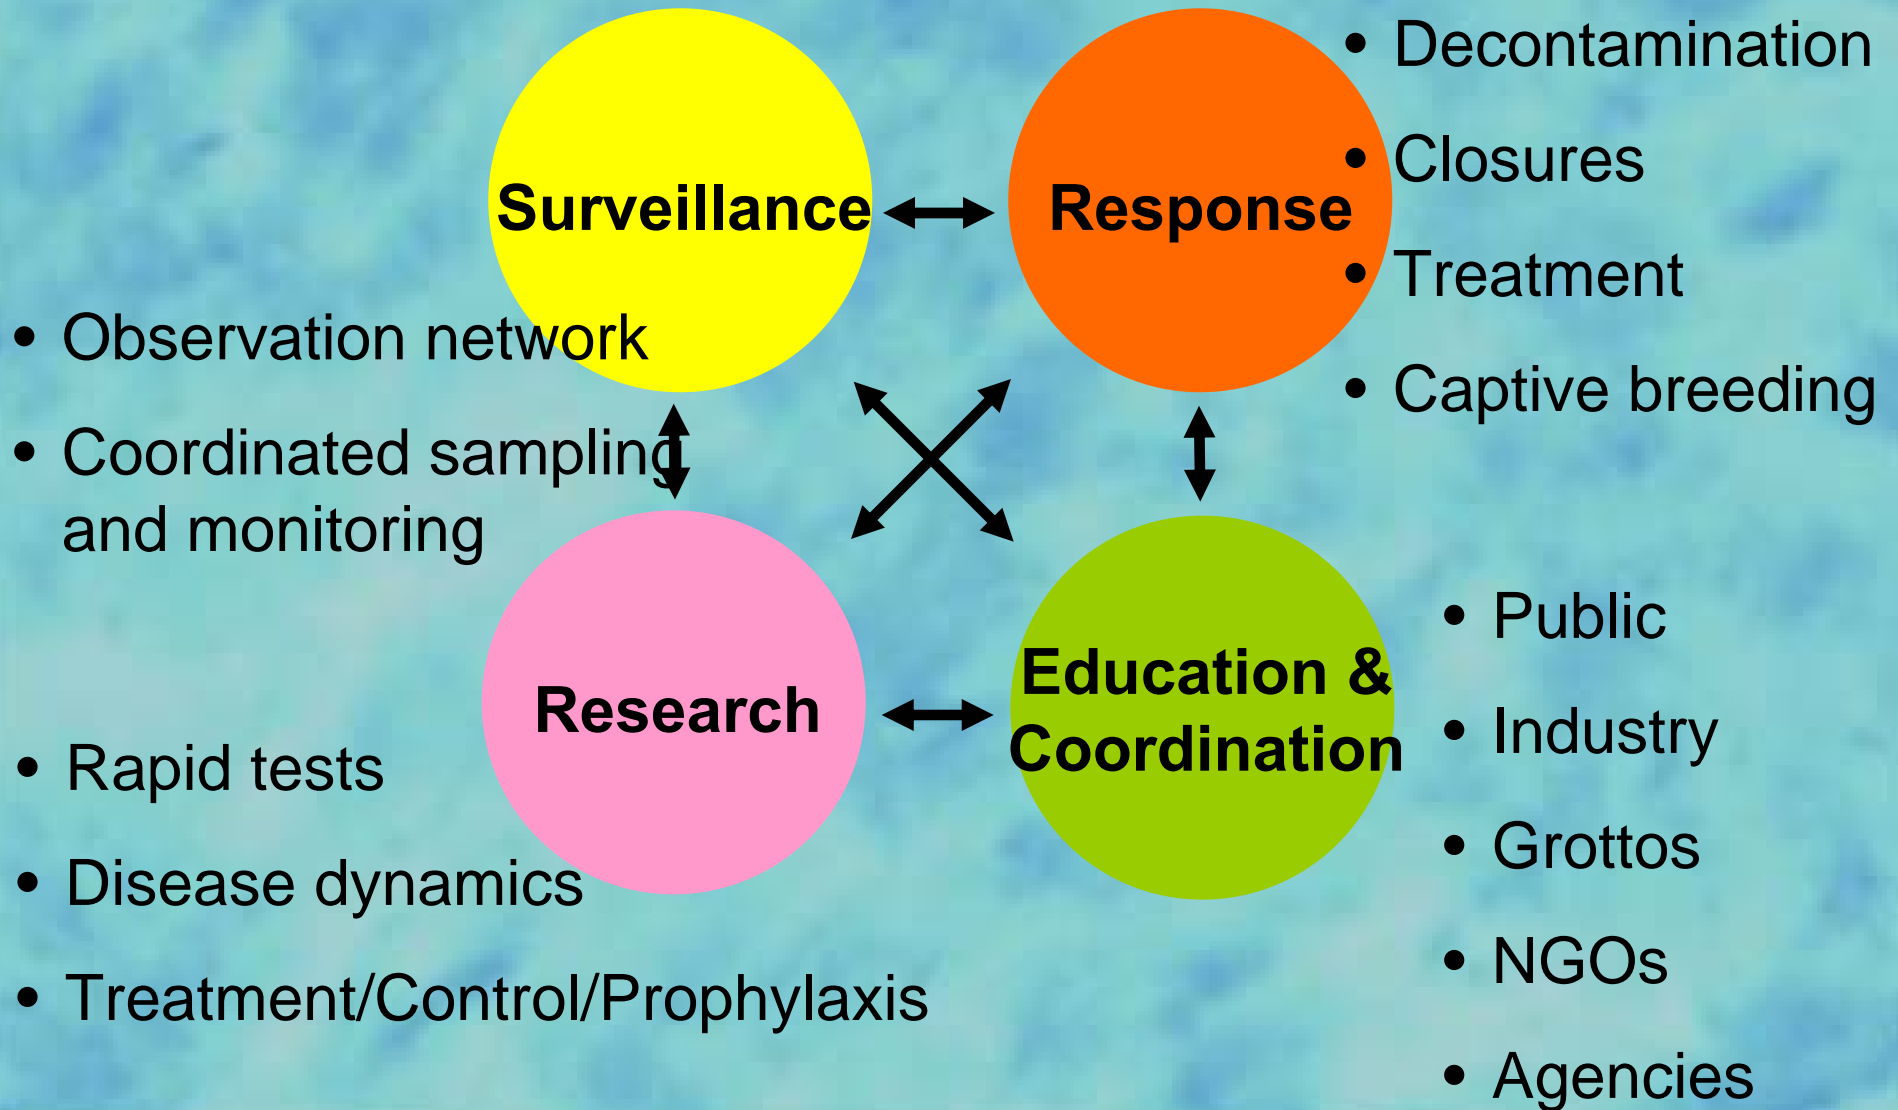 Surveillance
• Observation network
• Coordinated sampling
and monitoring
Response
• Decontamination
• Closures
• Treatment
• Captive breeding
Research
• Rapid tests
• Disease dynamics
• Treatment/Control/Prophylaxis
Education &
Coordination
• Public
• Industry
• Grottos
• NGOs
• Agencies